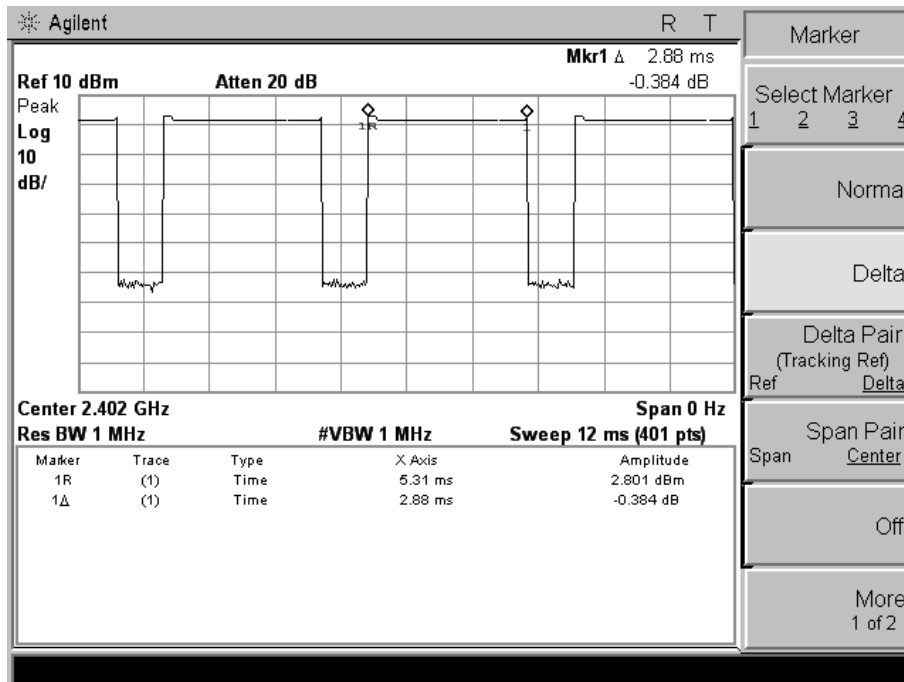 Agilent
R T
Marker
Mkr1 Δ 2.88 ms
Ref 10 dBm Atten 20 dB -0.384 dB
Peak
Log
10
dB/
1R
1
Center 2.402 GHz Span 0 Hz
Res BW 1 MHz #VBW 1 MHz Sweep 12 ms (401 pts)
Marker Trace Type X Axis Amplitude
1R (1) Time 5.31 ms 2.801 dBm
1Δ (1) Time 2.88 ms -0.384 dB
Select Marker
1 2 3 4
Norma
Delta
Delta Pair
(Tracking Ref)
Ref Delta
Span Pair
Span Center
Off
More
1 of 2